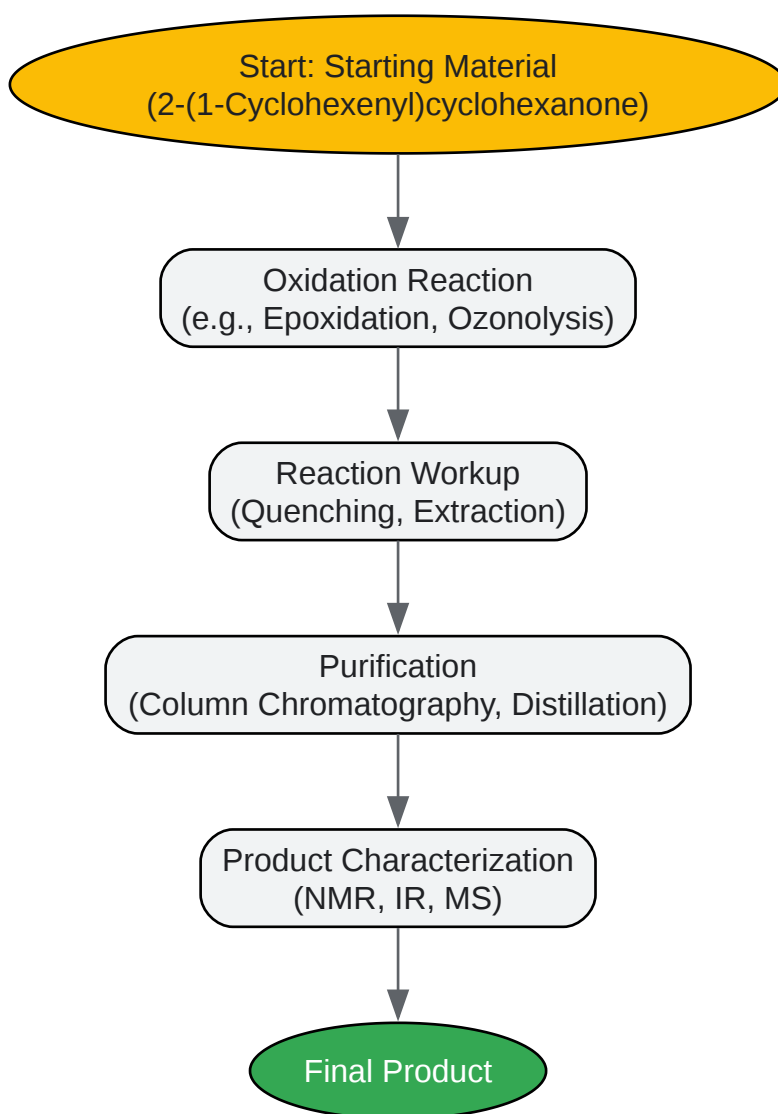 Start: Starting Material
(2-(1-Cyclohexenyl)cyclohexanone)
Oxidation Reaction
(e.g., Epoxidation, Ozonolysis)
Reaction Workup
(Quenching, Extraction)
Purification
(Column Chromatography, Distillation)
Product Characterization
(NMR, IR, MS)
Final Product